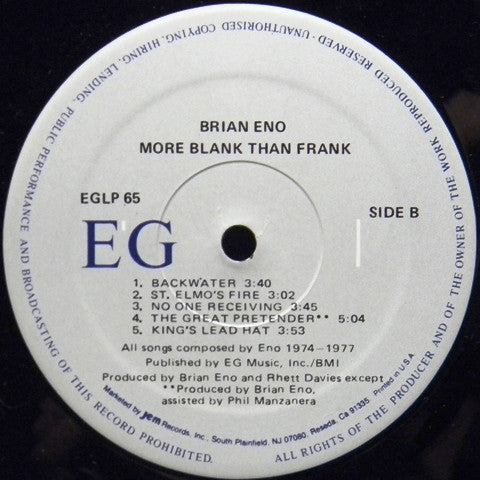 BRIAN ENO
MORE BLANK THAN FRANK
EGLP 65
SIDE B
EG
1. BACKWATER 3:40
2. ST. ELMO'S FIRE 3:02
3. NO ONE RECEIVING 3:45
4. THE GREAT PRETENDER** 5:04
5. KING'S LEAD HAT 3:53
All songs composed by Eno 1974-1977
Published by EG Music, Inc./BMI
Produced by Brian Eno and Rhett Davies except
**Produced by Brian Eno,
assisted by Phil Manzanera
Marketed by jem Records, Inc., South Plainfield, NJ 07080, Reseda, Ca 91335, Printed in U.S.A.
ALL RIGHTS OF THE PRODUCER AND OF THE OWNER OF THE WORK REPRODUCED RESERVED · UNAUTHORISED COPYING, HIRING, LENDING, PUBLIC PERFORMANCE AND BROADCASTING OF THIS RECORD PROHIBITED.